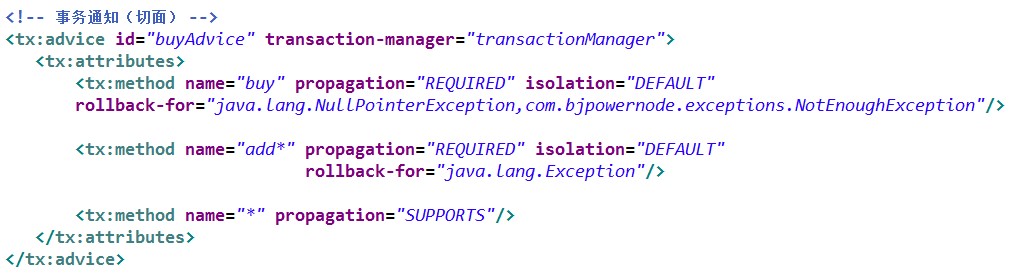 <!-- 事务通知（切面） -->
<tx:advice id="buyAdvice" transaction-manager="transactionManager">
<tx:attributes>
<tx:method name="buy" propagation="REQUIRED" isolation="DEFAULT"
rollback-for="java.lang.NullPointerException,com.bjpowernode.exceptions.NotEnoughException"/>
<tx:method name="add*" propagation="REQUIRED" isolation="DEFAULT"
rollback-for="java.lang.Exception"/>
<tx:method name="*" propagation="SUPPORTS"/>
</tx:attributes>
</tx:advice>